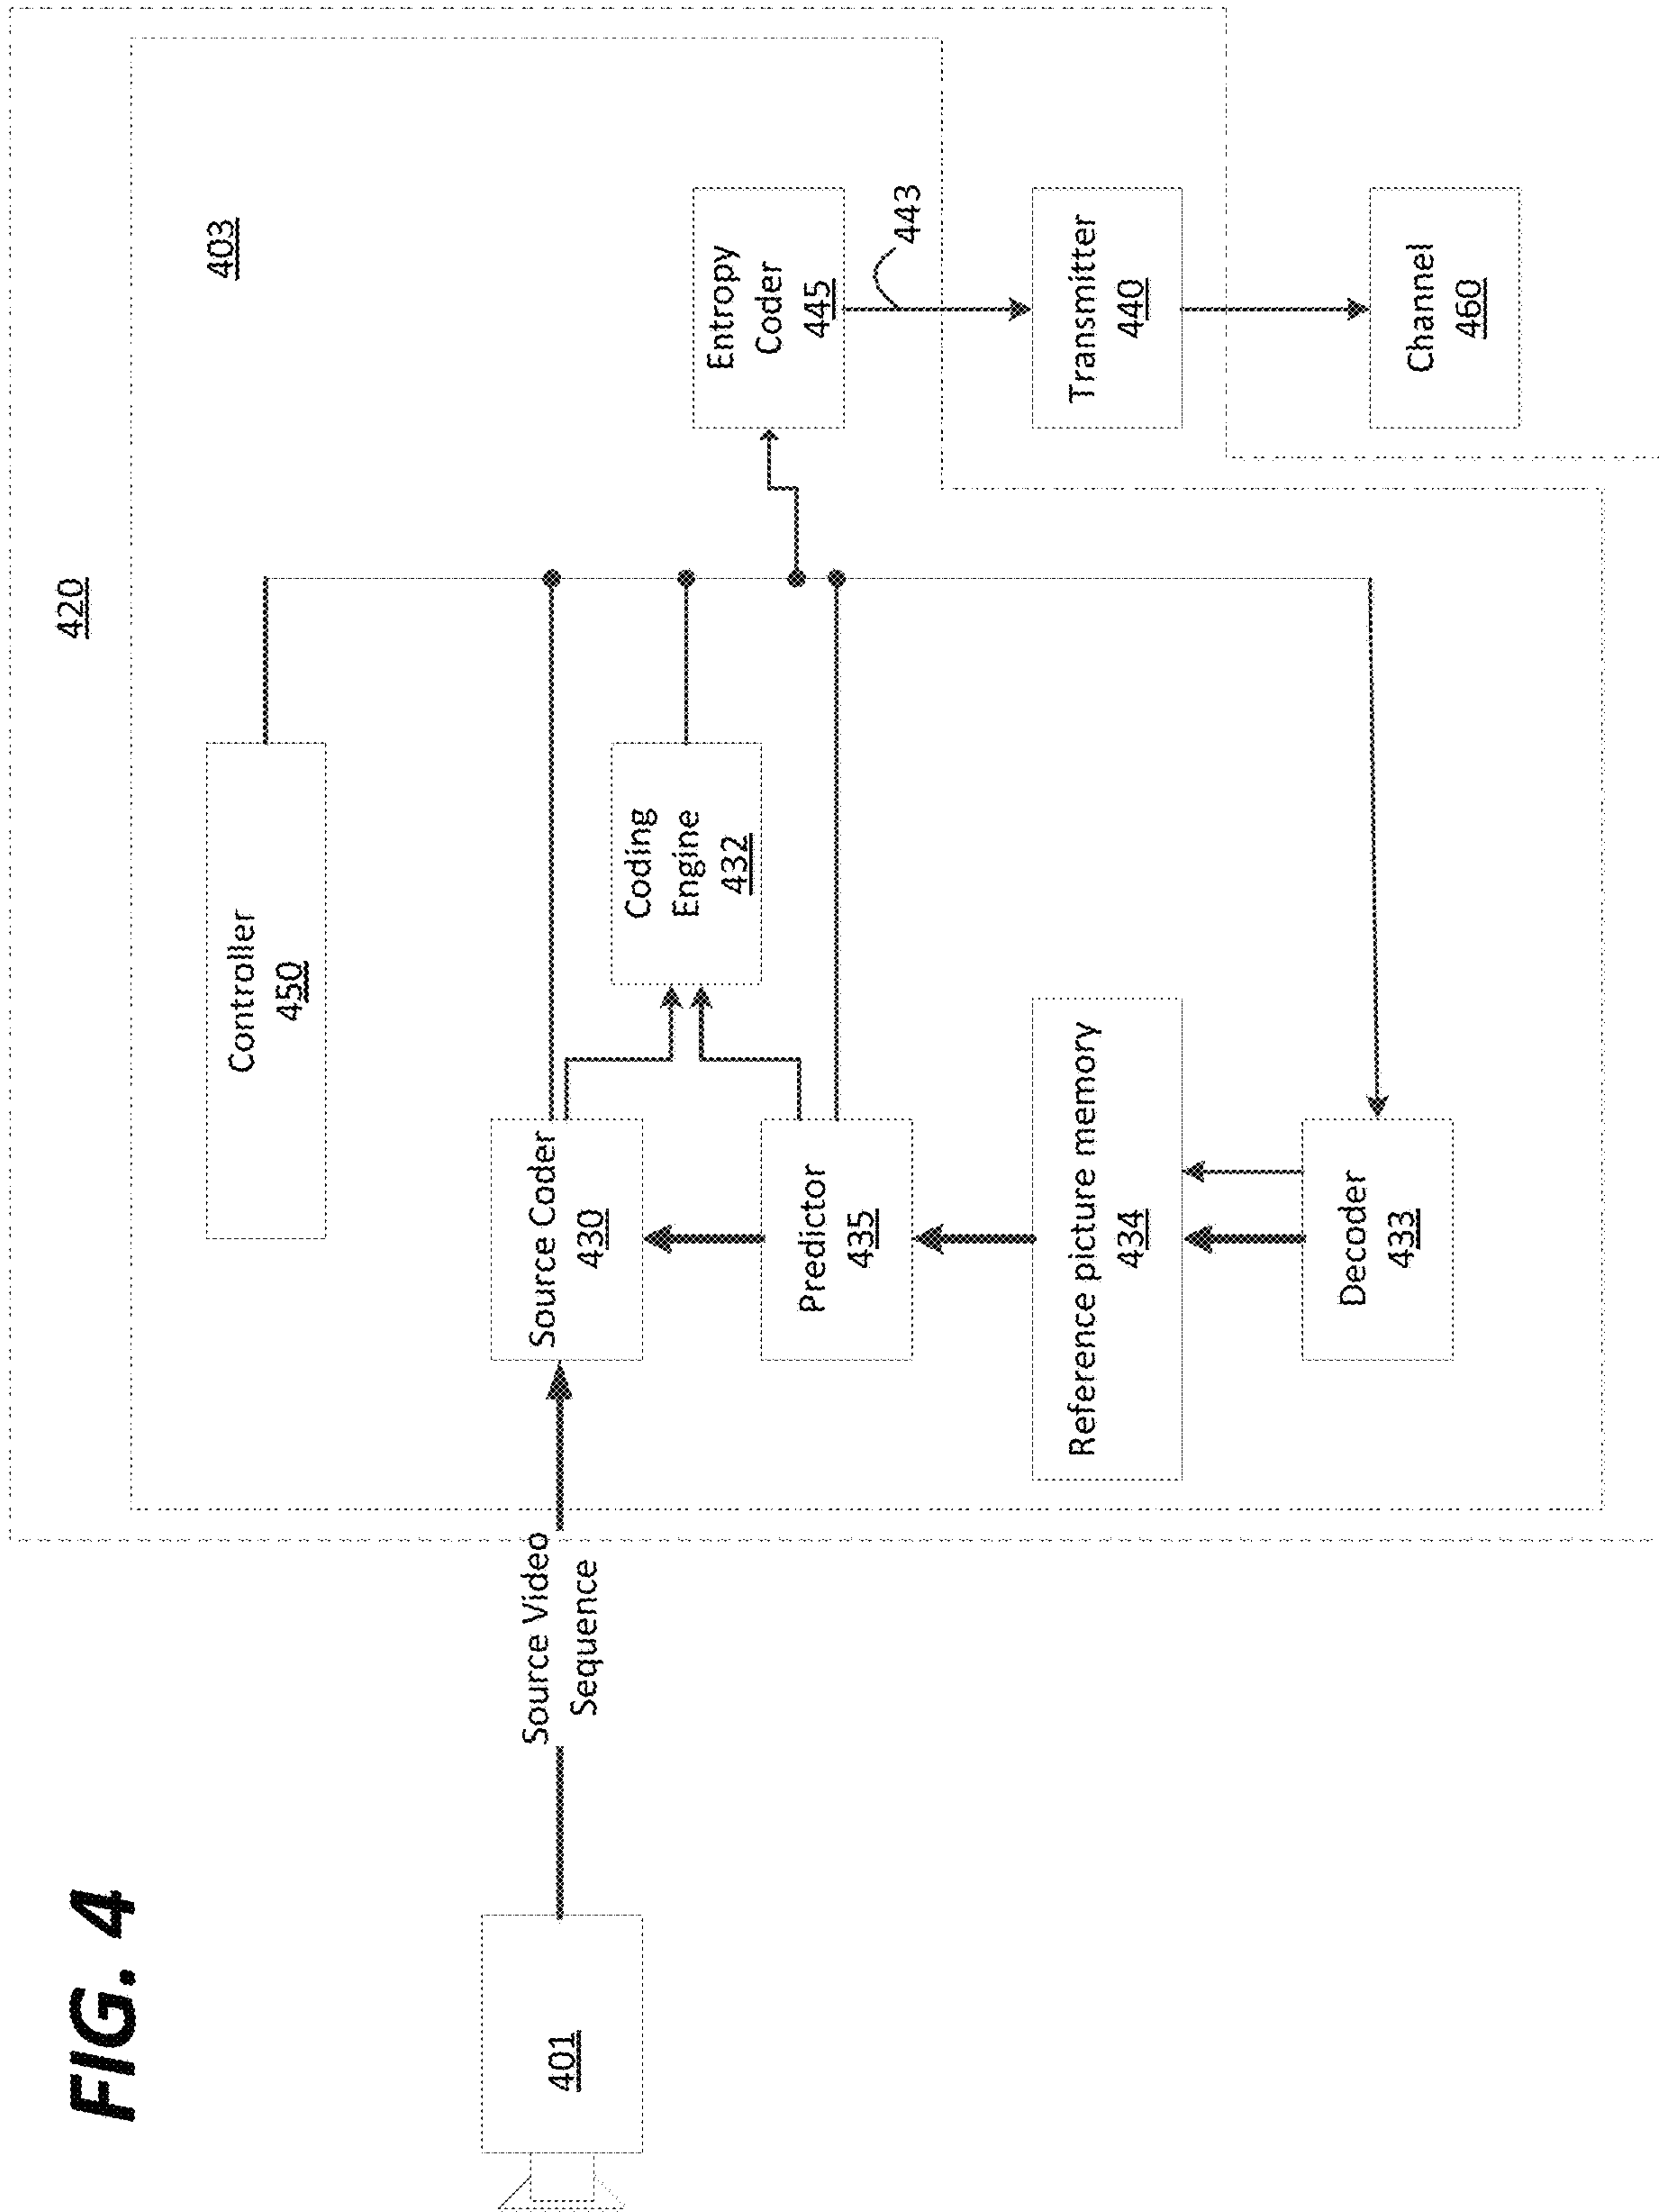 FIG. 4
420
403
Controller
450
401
Source Video
Sequence
Source Coder
430
Coding
Engine
432
Entropy
Coder
445
443
Predictor
435
Reference picture memory
434
Transmitter
440
Decoder
433
Channel
460